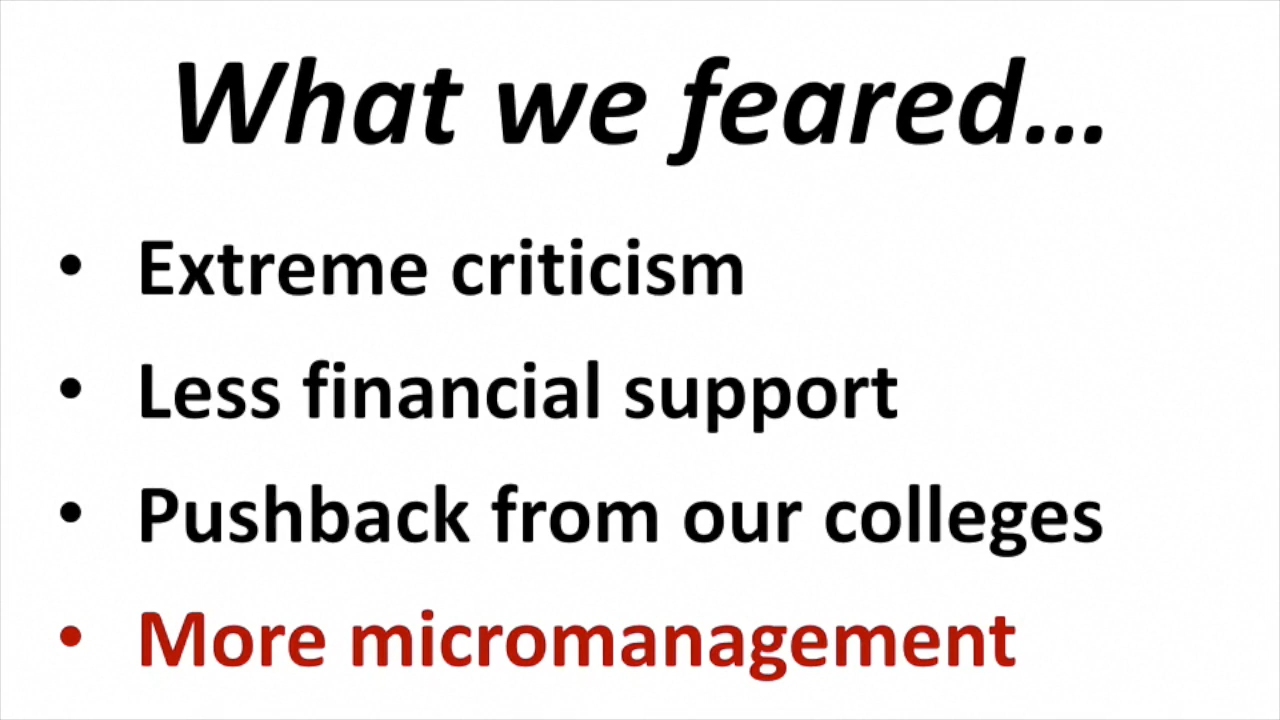 What we feared...
• Extreme criticism
• Less financial support
• Pushback from our colleges
• More micromanagement